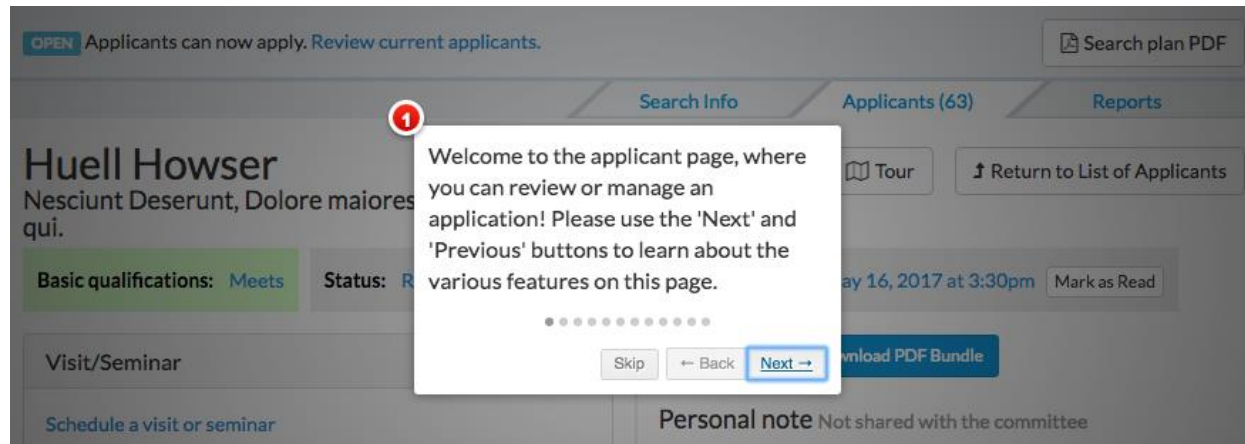 OPEN Applicants can now apply. Review current applicants.
Search plan PDF
Search Info
Applicants (63)
Reports
1
Huell Howser
Nesciunt Deserunt, Dolore maiores
qui.
Welcome to the applicant page, where
you can review or manage an
application! Please use the 'Next' and
'Previous' buttons to learn about the
various features on this page.
Skip
← Back
Next →
Tour
Return to List of Applicants
Basic qualifications: Meets
Status:
16, 2017 at 3:30pm
Mark as Read
Visit/Seminar
PDF Bundle
Schedule a visit or seminar
Personal note Not shared with the committee